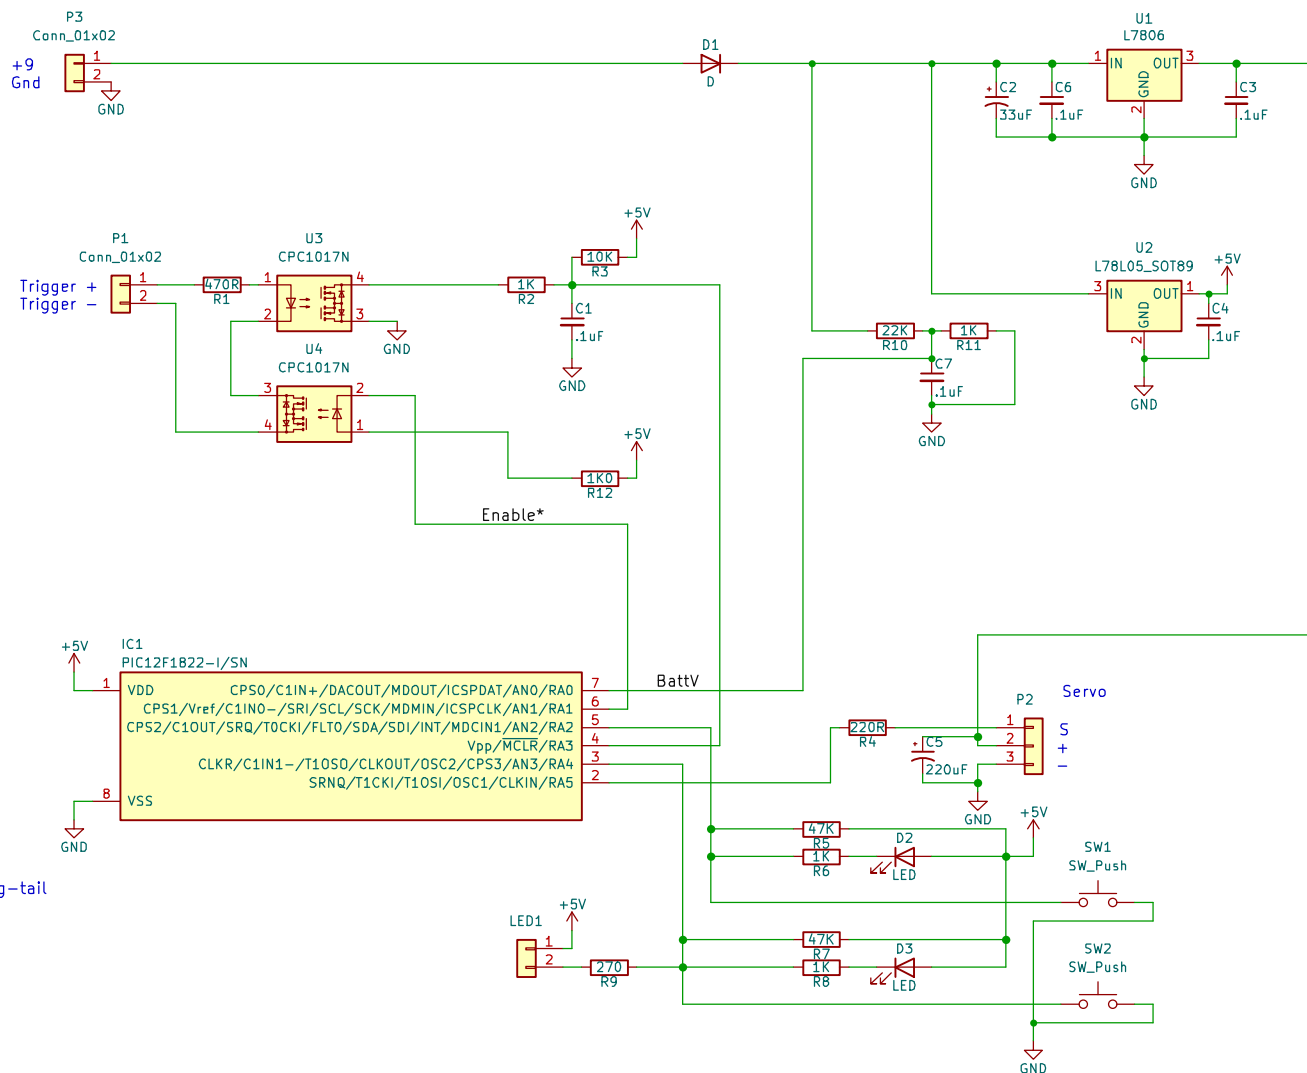 P3
Conn_01x02
1
2
+9
Gnd
GND
D1
D
U1
L7806
1
IN
OUT
3
GND
2
C2
33uF
C6
.1uF
C3
.1uF
GND
P1
Conn_01x02
1
2
Trigger +
Trigger -
470R
R1
U3
CPC1017N
1
2
4
3
GND
U4
CPC1017N
3
4
2
1
1K
R2
10K
R3
+5V
C1
.1uF
GND
+5V
1K0
R12
Enable*
U2
L78L05_SOT89
3
IN
OUT
1
GND
2
+5V
C4
.1uF
GND
22K
R10
1K
R11
C7
.1uF
GND
+5V
IC1
PIC12F1822-I/SN
1
VDD
8
VSS
GND
CPS0/C1IN+/DACOUT/MDOUT/ICSPDAT/AN0/RA0
7
CPS1/Vref/C1IN0-/SRI/SCL/SCK/MDMIN/ICSPCLK/AN1/RA1
6
CPS2/C1OUT/SRQ/T0CKI/FLT0/SDA/SDI/INT/MDCIN1/AN2/RA2
5
Vpp/MCLR/RA3
4
CLKR/C1IN1-/T1OSO/CLKOUT/OSC2/CPS3/AN3/RA4
3
SRNQ/T1CKI/T1OSI/OSC1/CLKIN/RA5
2
BattV
220R
R4
C5
220uF
P2
1
2
3
Servo
S
+
-
GND
47K
R5
1K
R6
D2
LED
+5V
SW1
SW_Push
g-tail
LED1
1
2
+5V
270
R9
47K
R7
1K
R8
D3
LED
SW2
SW_Push
GND